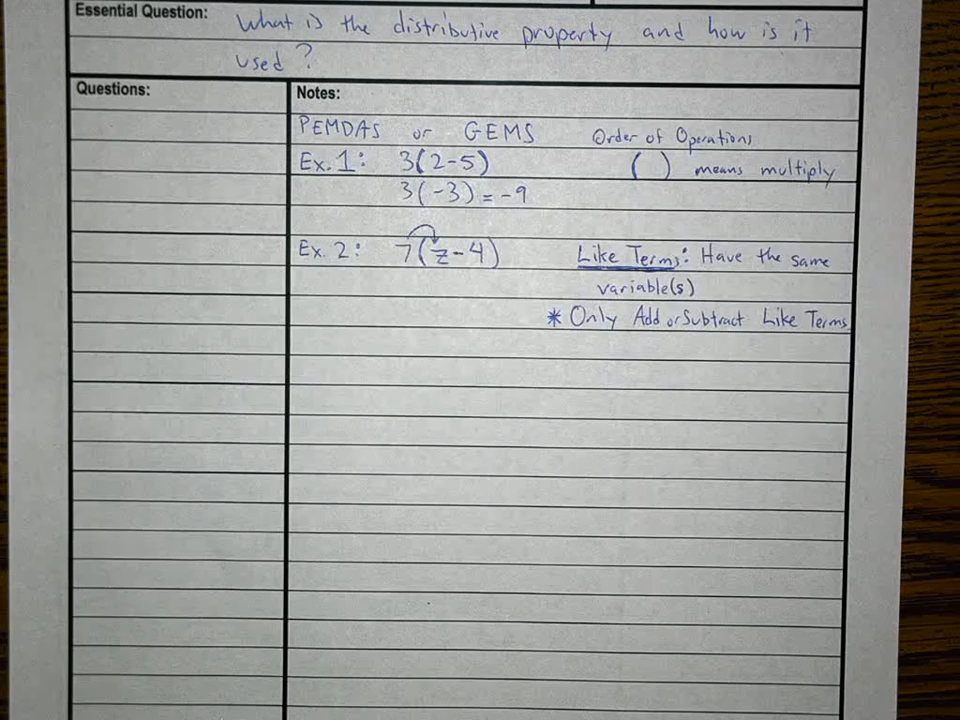 Essential Question: What is the distributive property and how is it
used?
Questions:
Notes:
PEMDAS or GEMS Order of Operations
Ex. 1: 3(2-5) ( ) means multiply
3(-3) = -9
Ex. 2: 7(z-4) Like Terms: Have the same
variable(s)
* Only Add or Subtract Like Terms